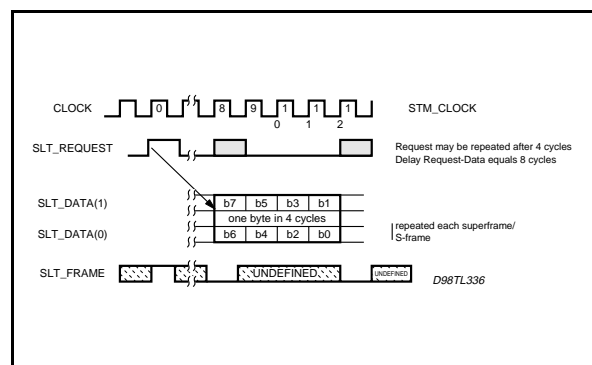 CLOCK 0 8 9 1 1 1 STM_CLOCK
0 1 2
SLT_REQUEST
Request may be repeated after 4 cycles
Delay Request-Data equals 8 cycles
SLT_DATA(1) b7 b5 b3 b1
one byte in 4 cycles
SLT_DATA(0) b6 b4 b2 b0
repeated each superframe/
S-frame
SLT_FRAME UNDEFINED UNDEFINED
D98TL336